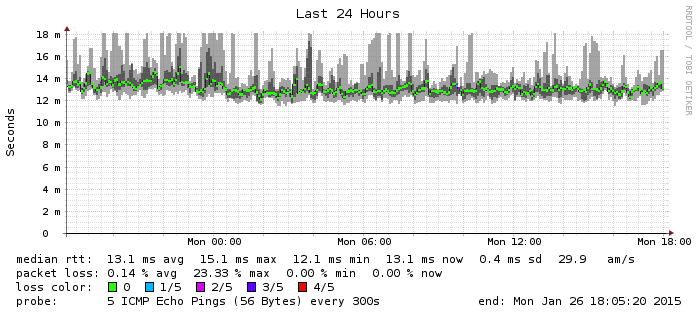 Last 24 Hours
RRDTOOL / TOBI OETIKER
Seconds
18 m
16 m
14 m
12 m
10 m
8 m
6 m
4 m
2 m
0
Mon 00:00 Mon 06:00 Mon 12:00 Mon 18:00
median rtt: 13.1 ms avg 15.1 ms max 12.1 ms min 13.1 ms now 0.4 ms sd 29.9 am/s
packet loss: 0.14 % avg 23.33 % max 0.00 % min 0.00 % now
loss color: 0 1/5 2/5 3/5 4/5
probe: 5 ICMP Echo Pings (56 Bytes) every 300s end: Mon Jan 26 18:05:20 2015